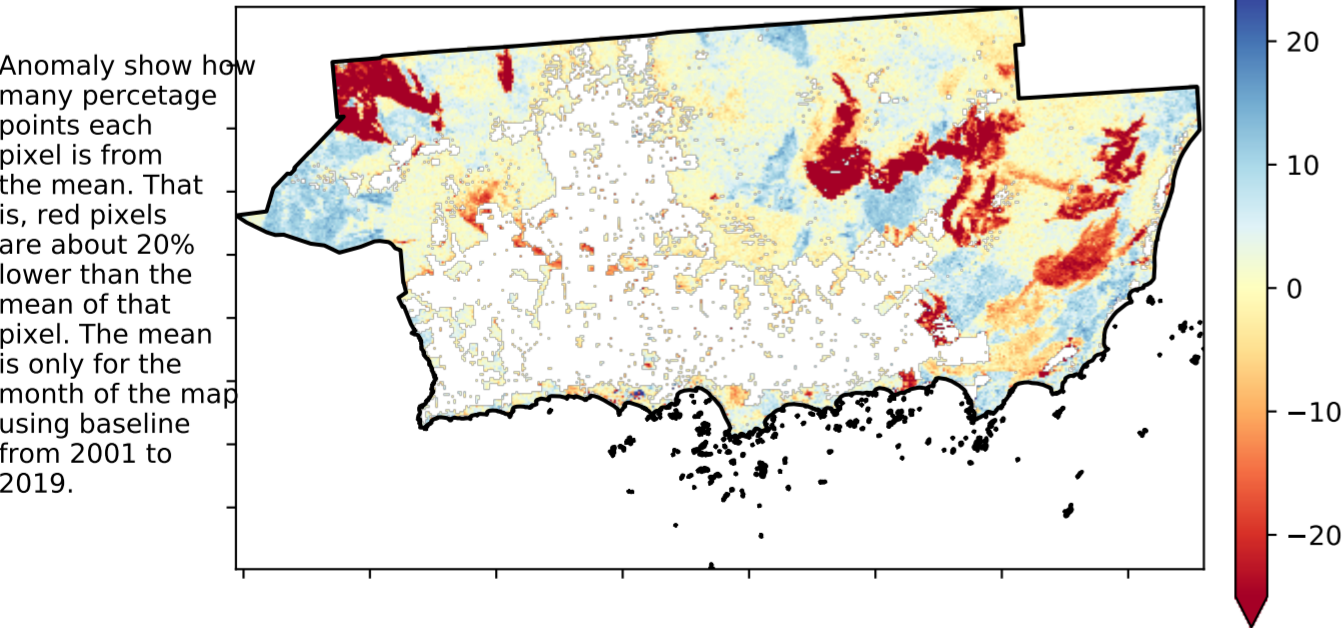 Anomaly show how
many percetage
points each
pixel is from
the mean. That
is, red pixels
are about 20%
lower than the
mean of that
pixel. The mean
is only for the
month of the map
using baseline
from 2001 to
2019.
20
10
0
−10
−20